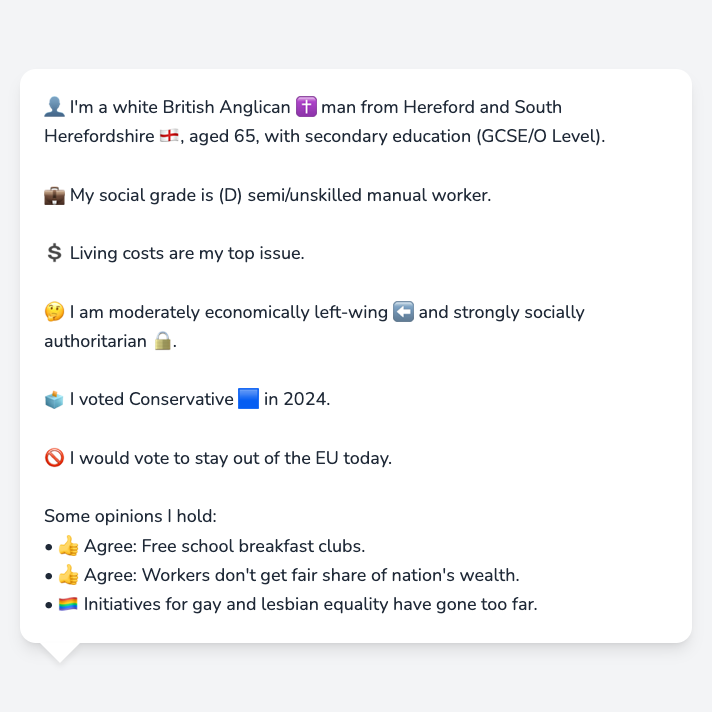 👤 I'm a white British Anglican ✝️ man from Hereford and South
Herefordshire 🏴󠁧󠁢󠁥󠁮󠁧󠁿, aged 65, with secondary education (GCSE/O Level).
💼 My social grade is (D) semi/unskilled manual worker.
💲 Living costs are my top issue.
🤔 I am moderately economically left-wing ⬅️ and strongly socially
authoritarian 🔒.
🗳️ I voted Conservative 🟦 in 2024.
🚫 I would vote to stay out of the EU today.
Some opinions I hold:
• 👍 Agree: Free school breakfast clubs.
• 👍 Agree: Workers don't get fair share of nation's wealth.
• 🏳️‍🌈 Initiatives for gay and lesbian equality have gone too far.